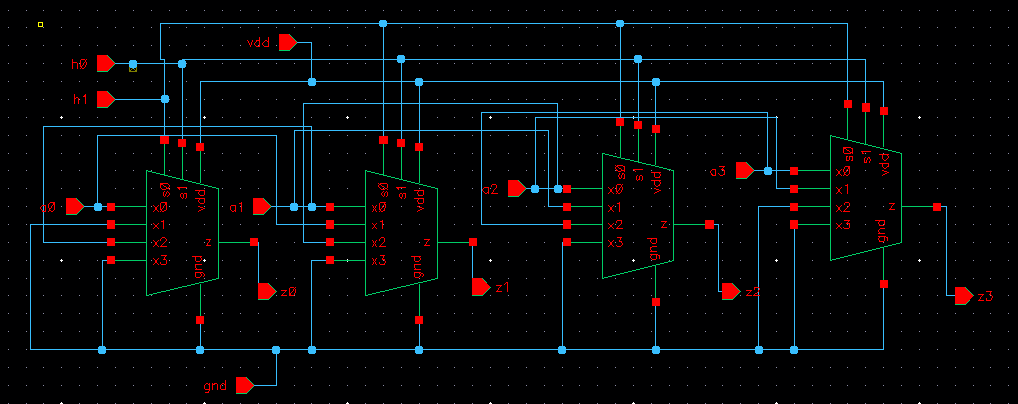 vdd
h0
h1
s0 s1 vdd
s0 s1 vdd
s0 s1 vdd
s0 s1 vdd
a0 x0
x1
x2 z
x3
gnd
z0
a1 x0
x1
x2 z
x3
gnd
z1
a2 x0
x1
x2 z
x3
gnd
z2
a3 x0
x1
x2 z
x3
gnd
z3
gnd